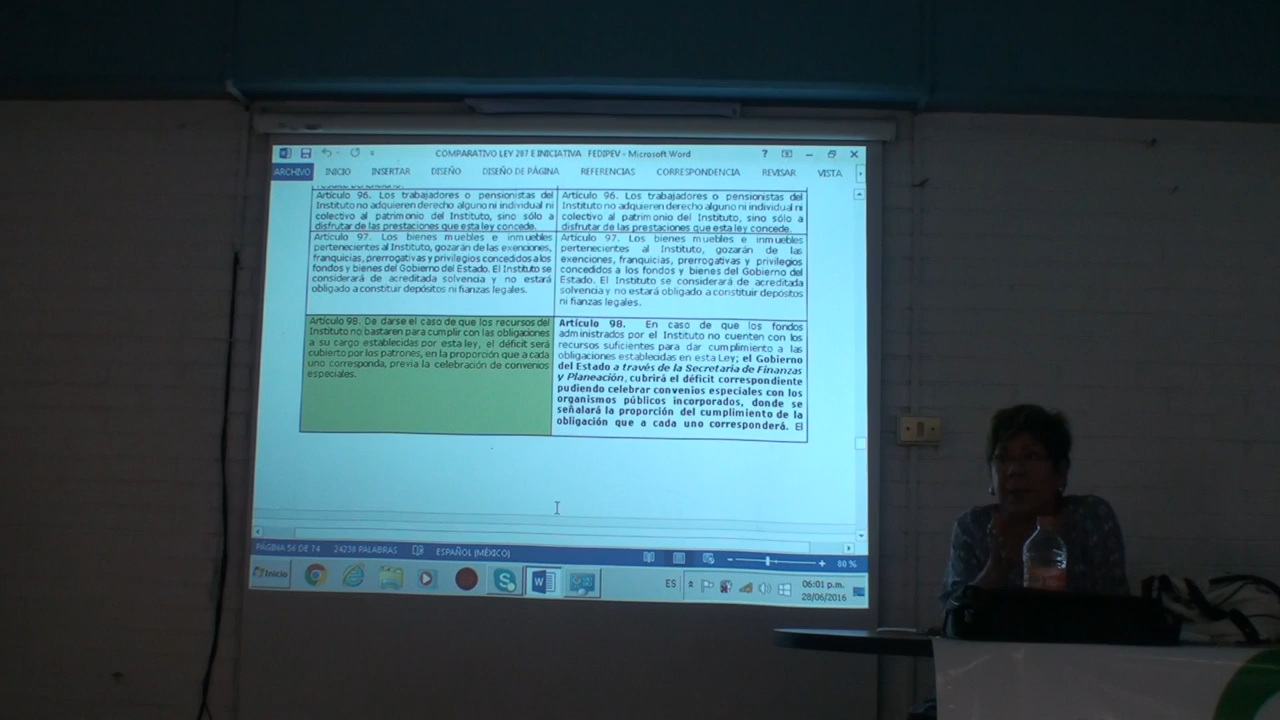 COMPARATIVO LEY 287 E INICIATIVA FEDIPEV - Microsoft Word
ARCHIVO INICIO INSERTAR DISEÑO DISEÑO DE PÁGINA REFERENCIAS CORRESPONDENCIA REVISAR VISTA
Artículo 96. Los trabajadores o pensionistas del
Instituto no adquieren derecho alguno ni individual ni
colectivo al patrimonio del Instituto, sino sólo a
disfrutar de las prestaciones que esta ley concede.
Artículo 97. Los bienes muebles e inmuebles
pertenecientes al Instituto, gozarán de las exenciones,
franquicias, prerrogativas y privilegios concedidos a los
fondos y bienes del Gobierno del Estado. El Instituto se
considerará de acreditada solvencia y no estará
obligado a constituir depósitos ni fianzas legales.
Artículo 98. De darse el caso de que los recursos del
Instituto no bastaren para cumplir con las obligaciones
a su cargo establecidas por esta ley, el déficit será
cubierto por los patrones, en la proporción que a cada
uno corresponda, previa la celebración de convenios
especiales.
Artículo 96. Los trabajadores o pensionistas del
Instituto no adquieren derecho alguno ni individual ni
colectivo al patrimonio del Instituto, sino sólo a
disfrutar de las prestaciones que esta ley concede.
Artículo 97. Los bienes muebles e inmuebles
pertenecientes al Instituto, gozarán de las
exenciones, franquicias, prerrogativas y privilegios
concedidos a los fondos y bienes del Gobierno del
Estado. El Instituto se considerará de acreditada
solvencia y no estará obligado a constituir depósitos
ni fianzas legales.
Artículo 98. En caso de que los fondos
administrados por el Instituto no cuenten con los
recursos suficientes para dar cumplimiento a las
obligaciones establecidas en esta Ley; el Gobierno
del Estado a través de la Secretaria de Finanzas
y Planeación, cubrirá el déficit correspondiente
pudiendo celebrar convenios especiales con los
organismos públicos incorporados, donde se
señalará la proporción del cumplimiento de la
obligación que a cada uno corresponderá. El
PÁGINA 56 DE 74 24238 PALABRAS ESPAÑOL (MÉXICO) 80 %
Inicio ES 06:01 p.m.
28/06/2016